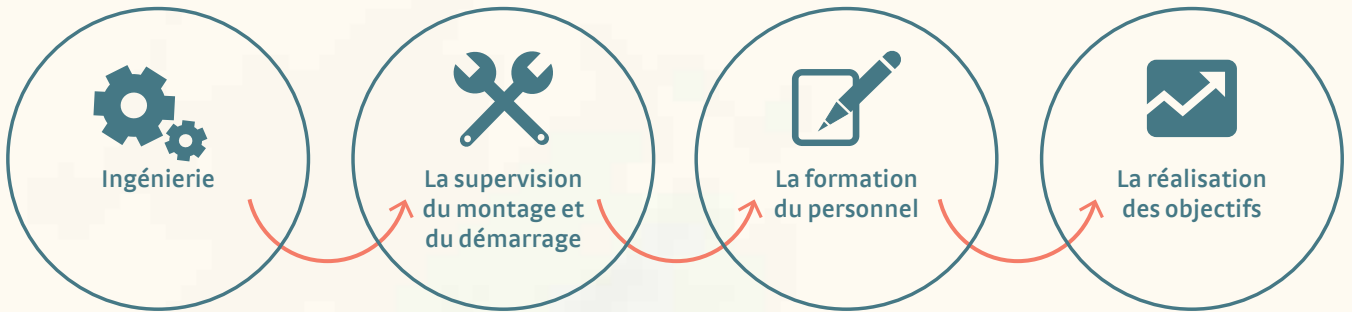 Ingénierie
La supervision
du montage et
du démarrage
La formation
du personnel
La réalisation
des objectifs